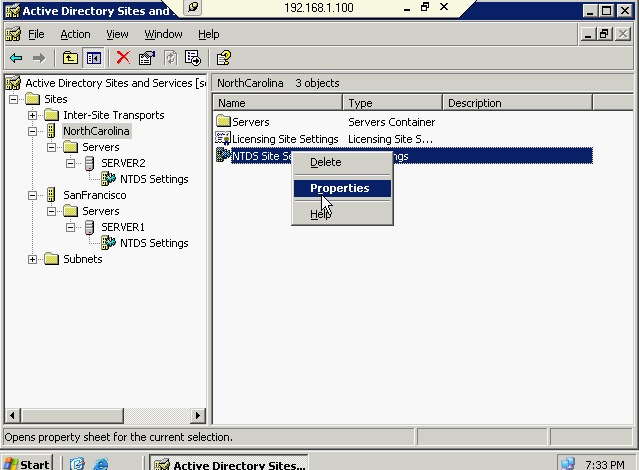 Active Directory Sites and
192.168.1.100
File Action View Window Help
Active Directory Sites and Services [se
Sites
Inter-Site Transports
NorthCarolina
Servers
SERVER2
NTDS Settings
SanFrancisco
Servers
SERVER1
NTDS Settings
Subnets
NorthCarolina 3 objects
Name Type Description
Servers Servers Container
Licensing Site Settings Licensing Site S...
NTDS Site Se ngs
Delete
Properties
Help
Opens property sheet for the current selection.
Start Active Directory Sites... 7:33 PM